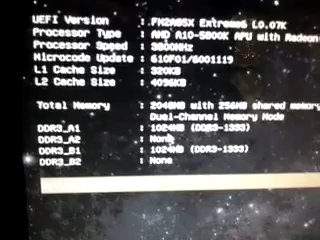 UEFI Version : FM2A85X Extreme6 L0.07K
Processor Type : AMD A10-5800K APU with Radeon
Processor Speed : 3800MHz
Microcode Update : 610F01/6001119
L1 Cache Size : 320KB
L2 Cache Size : 4096KB
Total Memory : 2048MB with 256MB shared memory
Dual-Channel Memory Mode
DDR3_A1 : 1024MB (DDR3-1333)
DDR3_A2 : None
DDR3_B1 : 1024MB (DDR3-1333)
DDR3_B2 : None